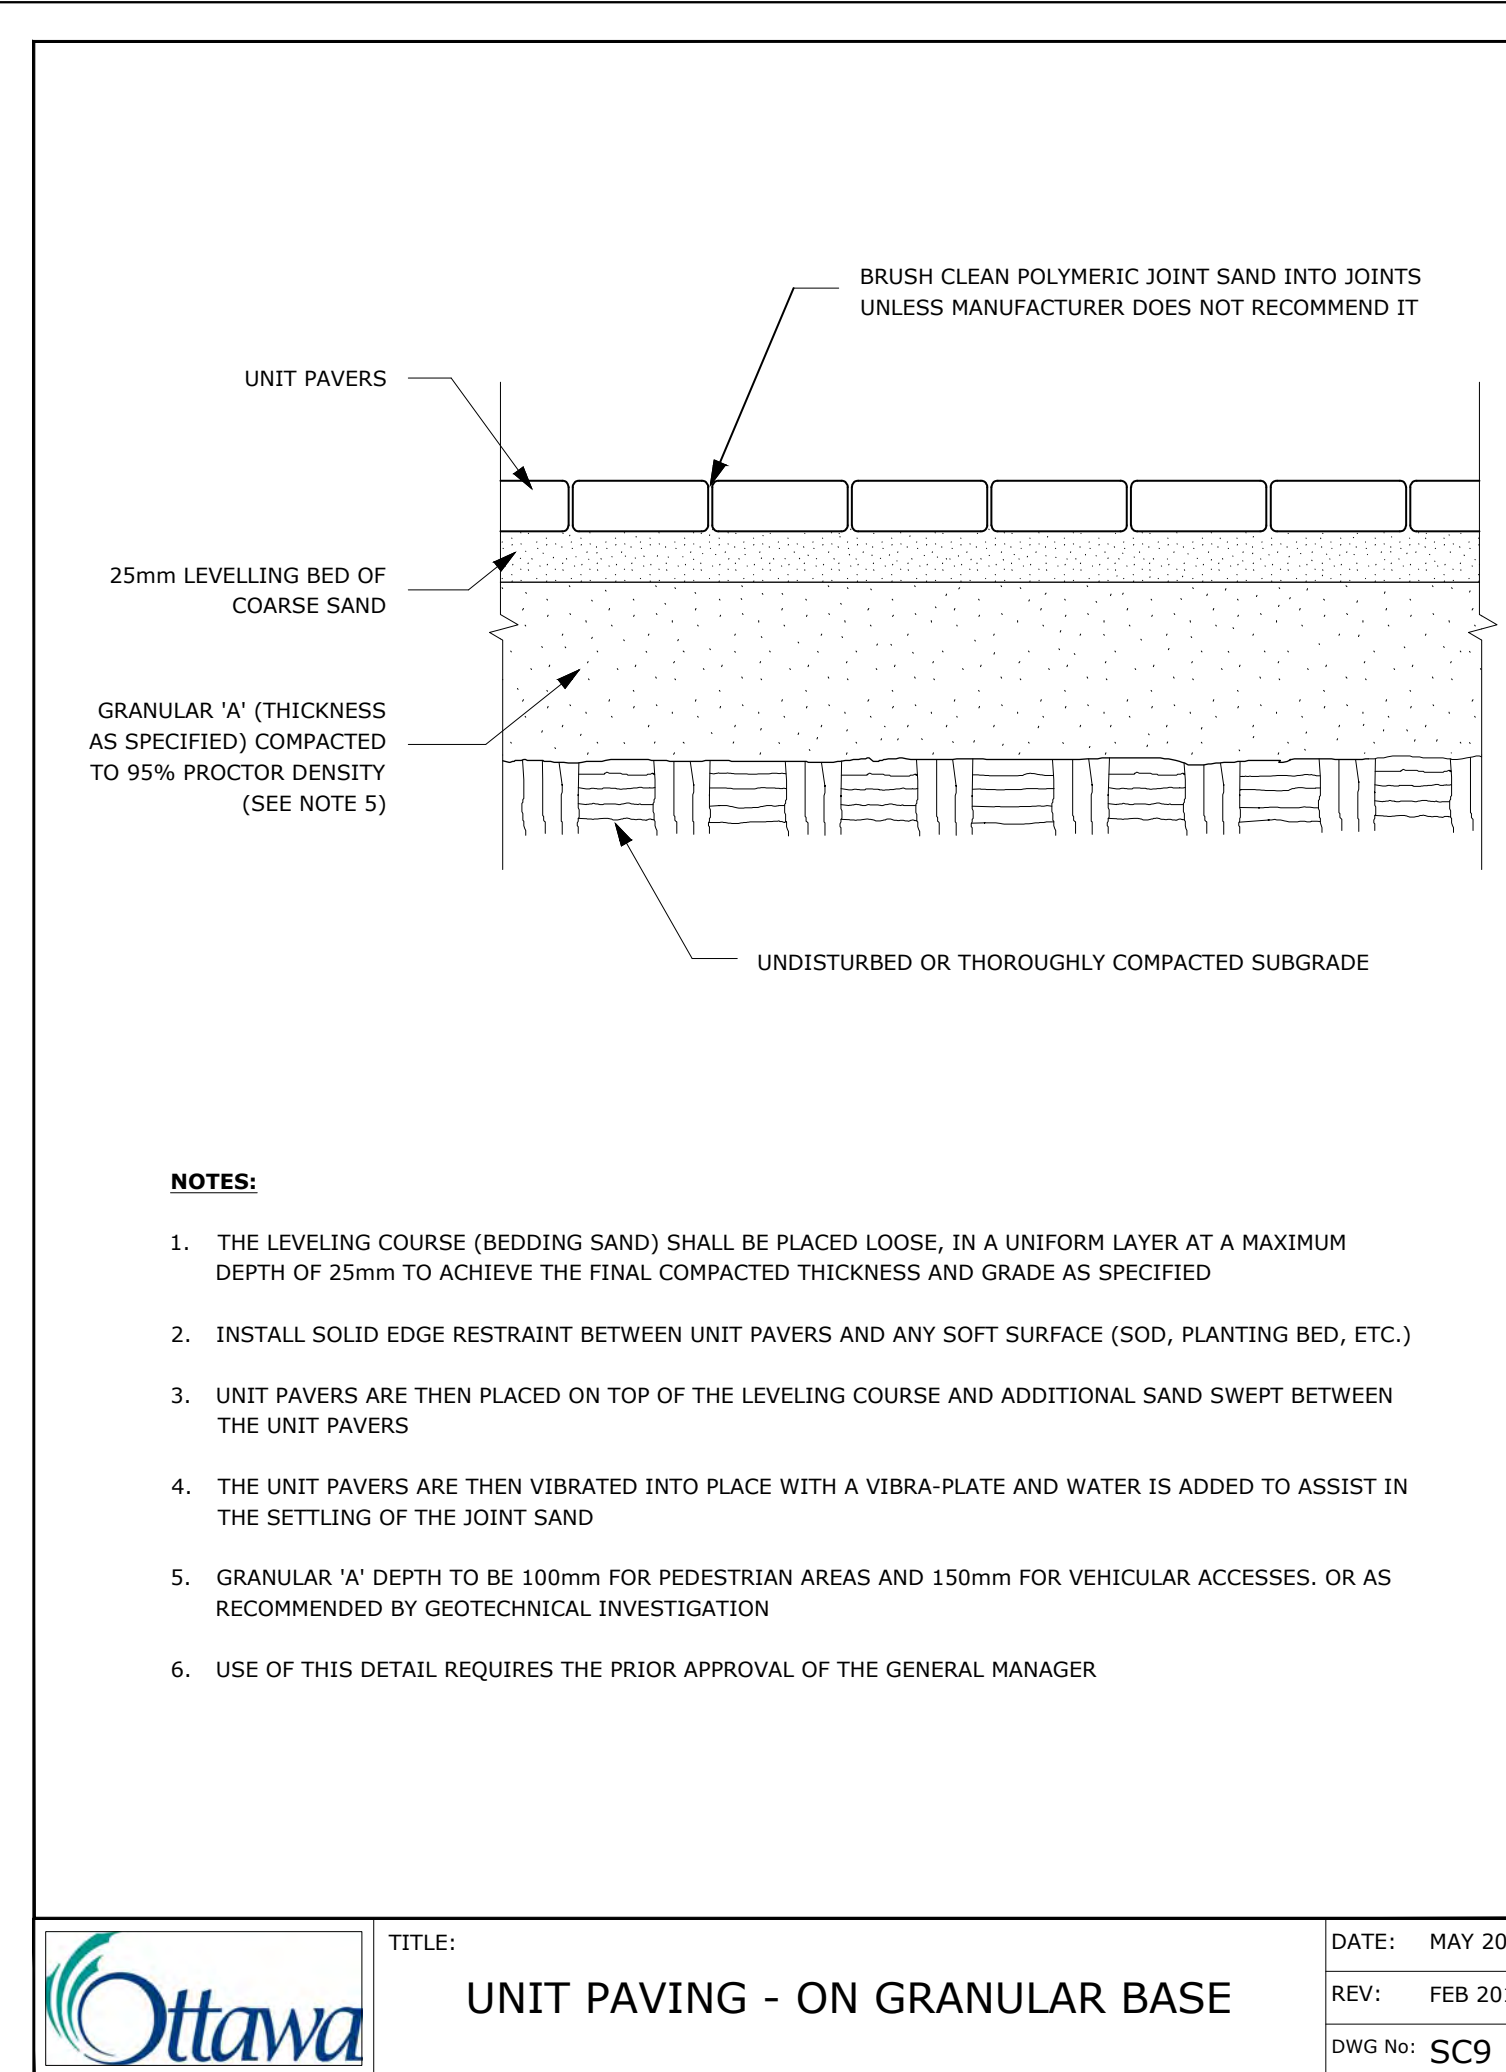 BRUSH CLEAN POLYMERIC JOINT SAND INTO JOINTS
UNLESS MANUFACTURER DOES NOT RECOMMEND IT
UNIT PAVERS
25mm LEVELLING BED OF
COARSE SAND
GRANULAR 'A' (THICKNESS
AS SPECIFIED) COMPACTED
TO 95% PROCTOR DENSITY
(SEE NOTE 5)
UNDISTURBED OR THOROUGHLY COMPACTED SUBGRADE
NOTES:
1. THE LEVELING COURSE (BEDDING SAND) SHALL BE PLACED LOOSE, IN A UNIFORM LAYER AT A MAXIMUM
DEPTH OF 25mm TO ACHIEVE THE FINAL COMPACTED THICKNESS AND GRADE AS SPECIFIED
2. INSTALL SOLID EDGE RESTRAINT BETWEEN UNIT PAVERS AND ANY SOFT SURFACE (SOD, PLANTING BED, ETC.)
3. UNIT PAVERS ARE THEN PLACED ON TOP OF THE LEVELING COURSE AND ADDITIONAL SAND SWEPT BETWEEN
THE UNIT PAVERS
4. THE UNIT PAVERS ARE THEN VIBRATED INTO PLACE WITH A VIBRA-PLATE AND WATER IS ADDED TO ASSIST IN
THE SETTLING OF THE JOINT SAND
5. GRANULAR 'A' DEPTH TO BE 100mm FOR PEDESTRIAN AREAS AND 150mm FOR VEHICULAR ACCESSES. OR AS
RECOMMENDED BY GEOTECHNICAL INVESTIGATION
6. USE OF THIS DETAIL REQUIRES THE PRIOR APPROVAL OF THE GENERAL MANAGER
Ottawa
TITLE:
UNIT PAVING - ON GRANULAR BASE
DATE: MAY
REV: FEB
DWG No: SC9